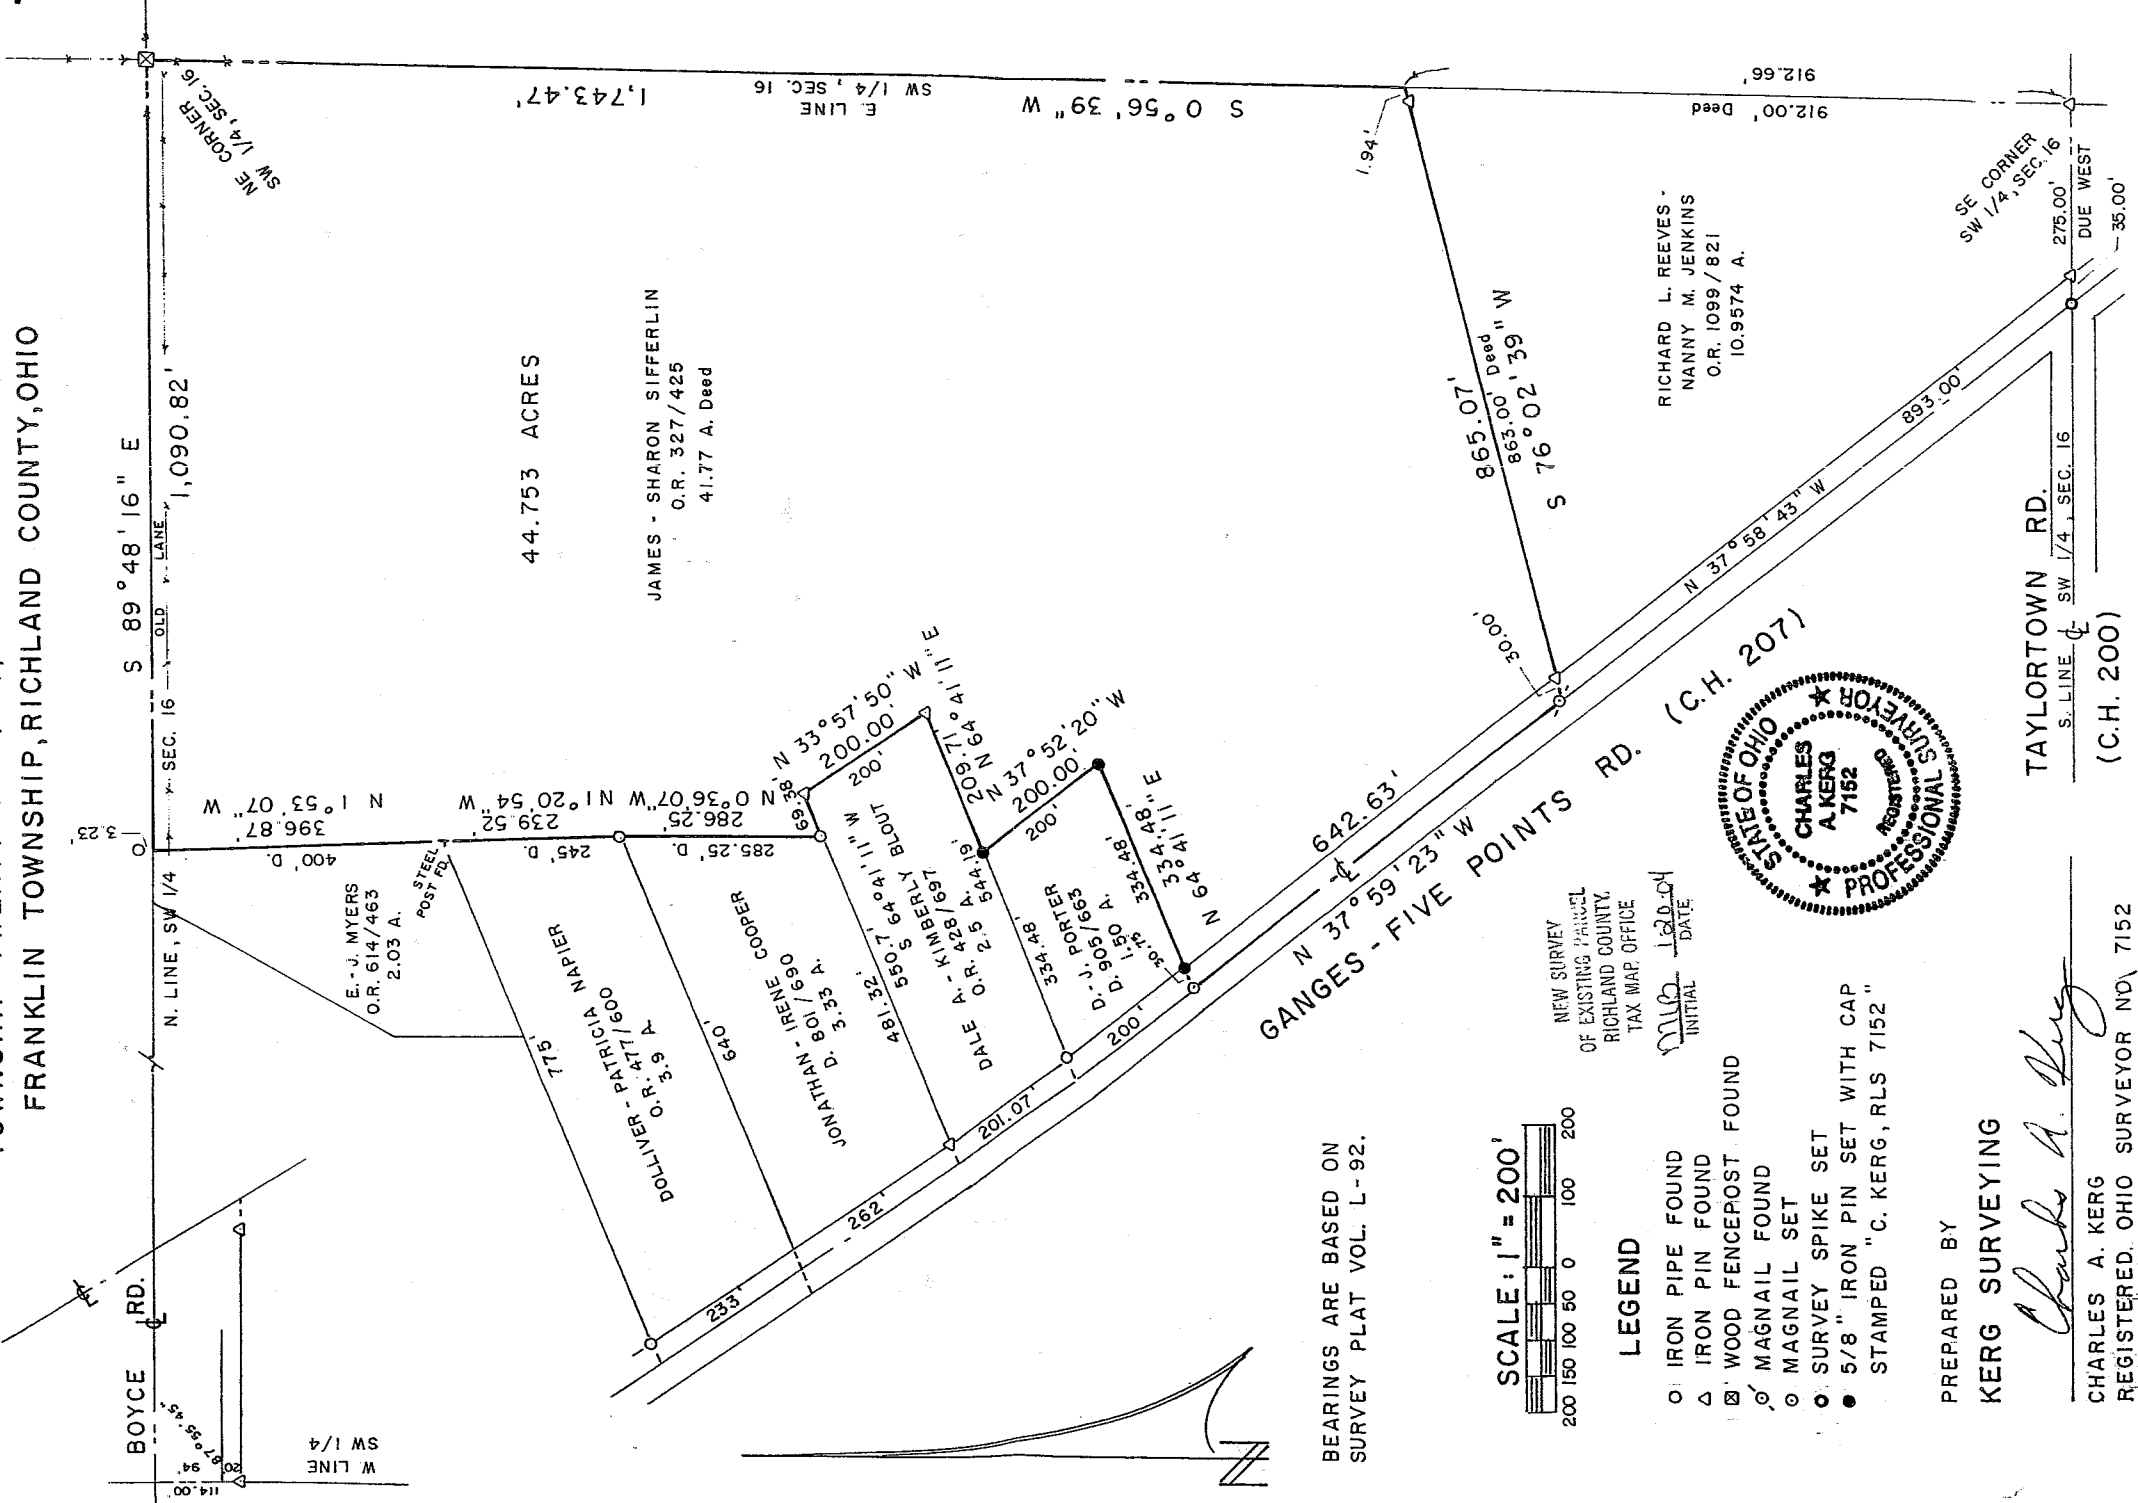 FRANKLIN TOWNSHIP, RICHLAND COUNTY, OHIO
BOYCE RD.
S 89° 48' 16" E
1,090.82'
OLD LANE
N. LINE, SW 1/4 SEC. 16
3.23'
NE CORNER
SW 1/4, SEC. 16
114.00'
94'
20'
87° 55' 45"
W. LINE
SW 1/4
1,743.47'
E. LINE
SW 1/4, SEC. 16
S 0° 56' 39" W
912.66'
912.00' Deed
1.94'
SE CORNER
SW 1/4, SEC. 16
275.00'
DUE WEST
35.00'
44.753 ACRES
JAMES - SHARON SIFFERLIN
O.R. 327/425
41.77 A. Deed
N 1° 53' 07" W
396.87'
400' D.
N 1° 20' 54" W
239.52'
245' D.
N 0° 36' 07" W
286.25'
285.25' D.
69.38'
N 33° 57' 50" W
200.00'
200'
209.71'
N 64° 41' 11" E
N 37° 52' 20" W
200.00'
200'
334.48'
334.48'
N 64° 41' 11" E
30.75'
STEEL
POST FD.
E. - J. MYERS
O.R. 614/463
2.03 A.
775'
DOLLIVER - PATRICIA NAPIER
O.R. 477/600
3.9 A.
640'
JONATHAN - IRENE COOPER
D. 801/690
3.33 A.
481.32'
550.7' S 64° 41' 11" W
DALE A. - KIMBERLY BLOUT
O.R. 428/697
2.5 A.
544.19'
334.48'
D. - J. PORTER
D. 905/663
1.50 A.
233'
262'
201.07'
200'
642.63'
N 37° 59' 23" W
GANGES - FIVE POINTS RD. (C.H. 207)
30.00'
865.07'
863.00' Deed
S 76° 02' 39" W
RICHARD L. REEVES -
NANNY M. JENKINS
O.R. 1099/821
10.9574 A.
893.00'
N 37° 58' 43" W
TAYLORTOWN RD.
S. LINE SW 1/4, SEC. 16
(C.H. 200)
STATE OF OHIO
CHARLES
A. KERG
7152
REGISTERED
PROFESSIONAL SURVEYOR
NEW SURVEY
OF EXISTING PARCEL
RICHLAND COUNTY,
TAX MAP OFFICE
INITIAL DATE
BEARINGS ARE BASED ON
SURVEY PLAT VOL. L-92.
SCALE: 1" = 200'
200 150 100 50 0 100 200
LEGEND
IRON PIPE FOUND
IRON PIN FOUND
WOOD FENCEPOST FOUND
MAGNAIL FOUND
MAGNAIL SET
SURVEY SPIKE SET
5/8" IRON PIN SET WITH CAP
STAMPED "C. KERG, RLS 7152"
PREPARED BY
KERG SURVEYING
Charles A. Kerg
CHARLES A. KERG
REGISTERED OHIO SURVEYOR NO. 7152
N